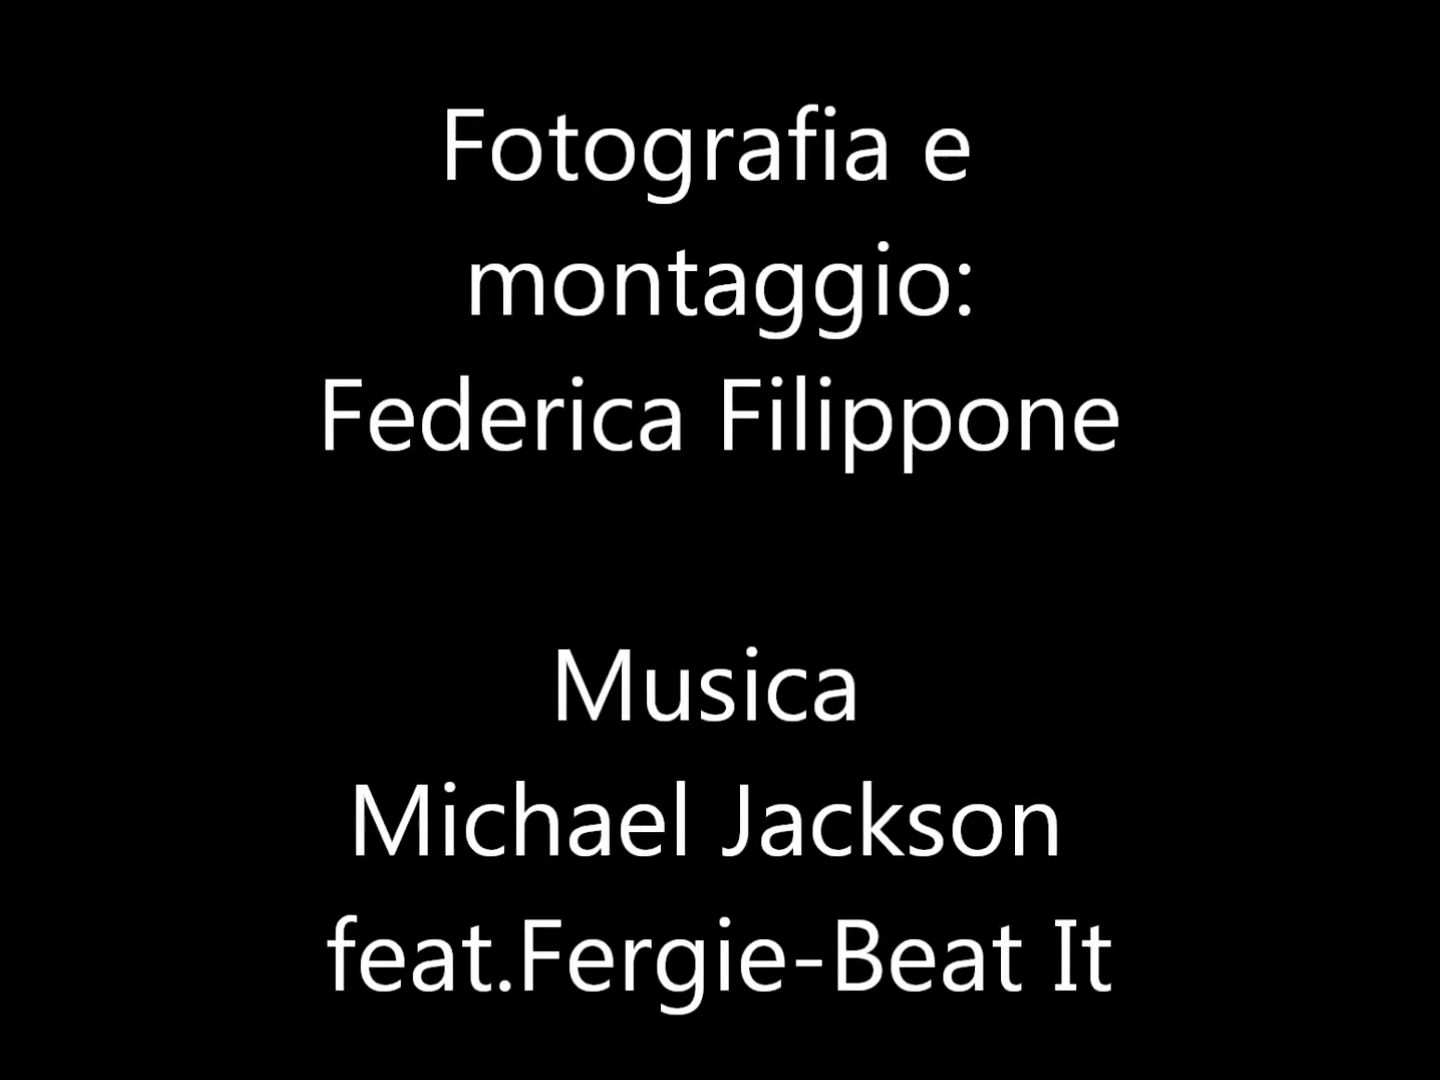 Fotografia e
montaggio:
Federica Filippone
Musica
Michael Jackson
feat.Fergie-Beat It